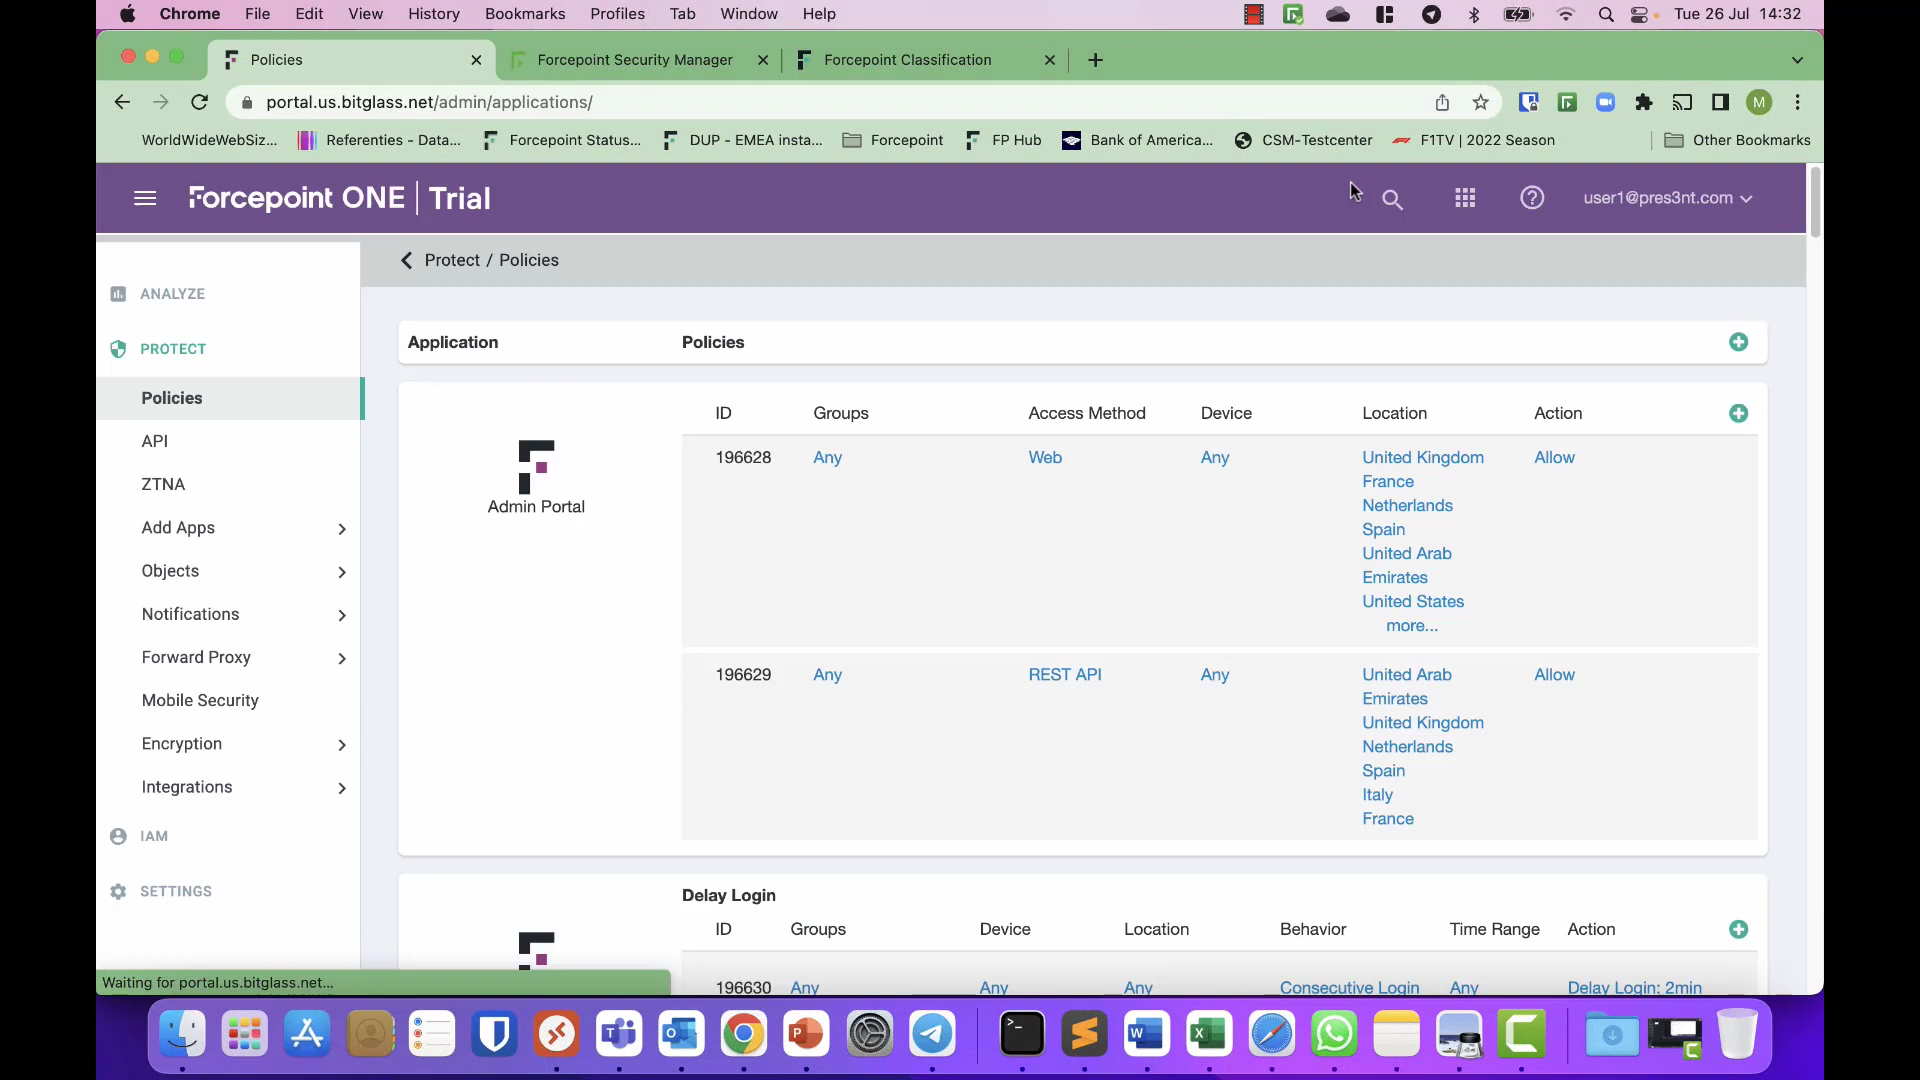 Chrome File Edit View History Bookmarks Profiles Tab Window Help Tue 26 Jul 14:32
Policies Forcepoint Security Manager Forcepoint Classification
portal.us.bitglass.net/admin/applications/ M
WorldWideWebSiz... Referenties - Data... Forcepoint Status... DUP - EMEA insta... Forcepoint FP Hub Bank of America... CSM-Testcenter F1TV | 2022 Season Other Bookmarks
Forcepoint ONE | Trial user1@pres3nt.com
Protect / Policies
ANALYZE
PROTECT
Policies
API
ZTNA
Add Apps
Objects
Notifications
Forward Proxy
Mobile Security
Encryption
Integrations
IAM
SETTINGS
Application Policies
ID Groups Access Method Device Location Action
Admin Portal
196628 Any Web Any United Kingdom Allow
France
Netherlands
Spain
United Arab
Emirates
United States
more...
196629 Any REST API Any United Arab Allow
Emirates
United Kingdom
Netherlands
Spain
Italy
France
Delay Login
ID Groups Device Location Behavior Time Range Action
196630 Any Any Any Consecutive Login Any Delay Login: 2min
Waiting for portal.us.bitglass.net...